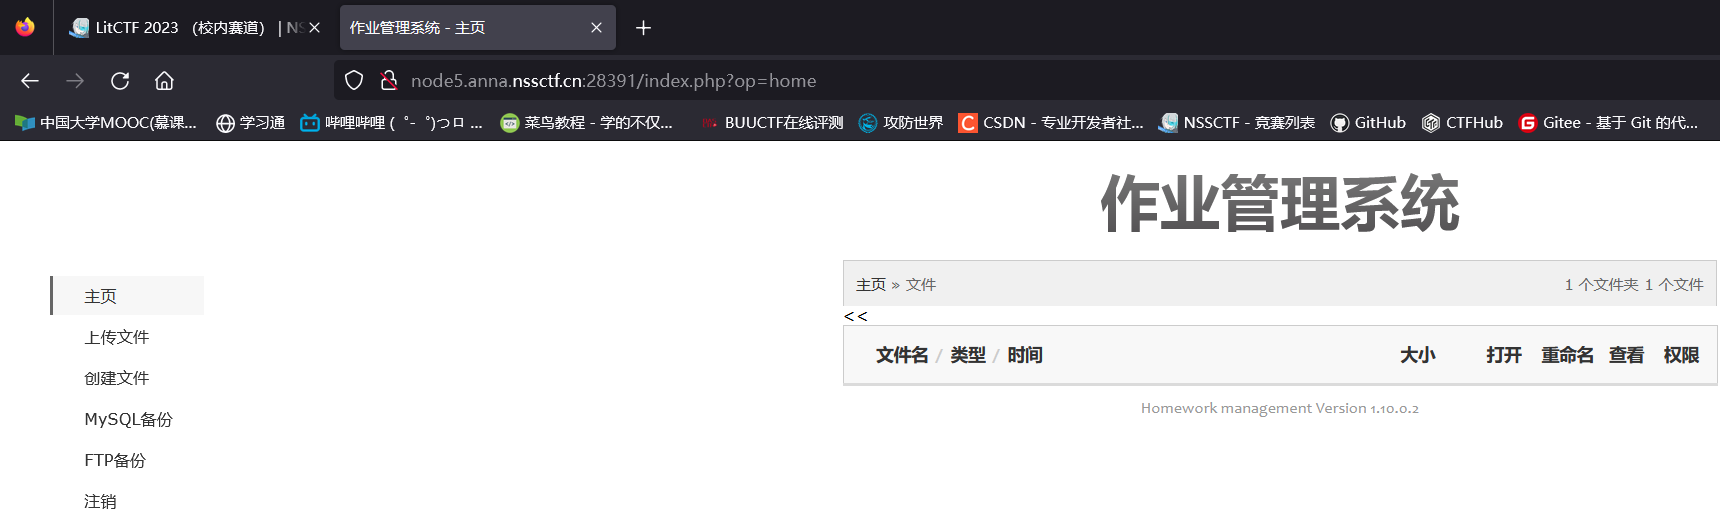 LitCTF 2023 （校内赛道） | NS
作业管理系统 - 主页
node5.anna.nssctf.cn:28391/index.php?op=home
中国大学MOOC(慕课... 学习通 哔哩哔哩 ( ゜- ゜)つロ ... 菜鸟教程 - 学的不仅... BUUCTF在线评测 攻防世界 CSDN - 专业开发者社... NSSCTF - 竞赛列表 GitHub CTFHub Gitee - 基于 Git 的代...
作业管理系统
主页
上传文件
创建文件
MySQL备份
FTP备份
注销
主页 » 文件 1 个文件夹 1 个文件
<<
文件名 / 类型 / 时间 大小 打开 重命名 查看 权限
Homework management Version 1.10.0.2